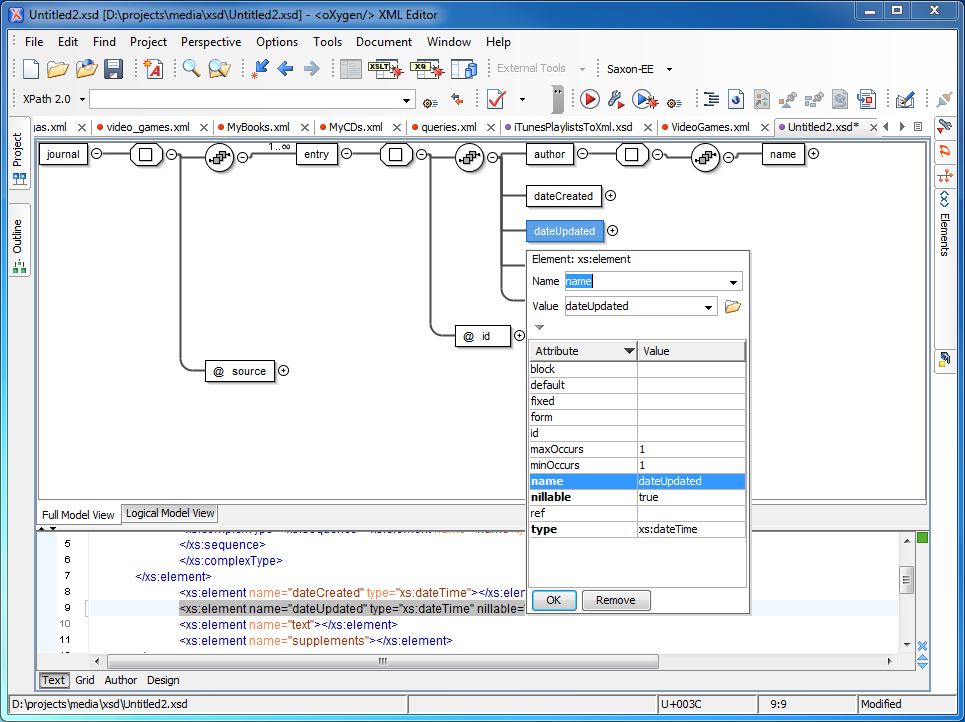 Untitled2.xsd [D:\projects\media\xsd\Untitled2.xsd] - <oXygen/> XML Editor
File Edit Find Project Perspective Options Tools Document Window Help
XSLT XQ External Tools Saxon-EE
XPath 2.0
as.xml video_games.xml MyBooks.xml MyCDs.xml queries.xml iTunesPlaylistsToXml.xsd VideoGames.xml Untitled2.xsd*
Project
Outline
Elements
journal 1..∞ entry author name
dateCreated
dateUpdated
@ id
@ source
Element: xs:element
Name name
Value dateUpdated
Attribute Value
block
default
fixed
form
id
maxOccurs 1
minOccurs 1
name dateUpdated
nillable true
ref
type xs:dateTime
OK Remove
Full Model View Logical Model View
5 </xs:sequence>
6 </xs:complexType>
7 </xs:element>
8 <xs:element name="dateCreated" type="xs:dateTime"></xs:ele
9 <xs:element name="dateUpdated" type="xs:dateTime" nillable=
10 <xs:element name="text"></xs:element>
11 <xs:element name="supplements"></xs:element>
Text Grid Author Design
D:\projects\media\xsd\Untitled2.xsd U+003C 9:9 Modified